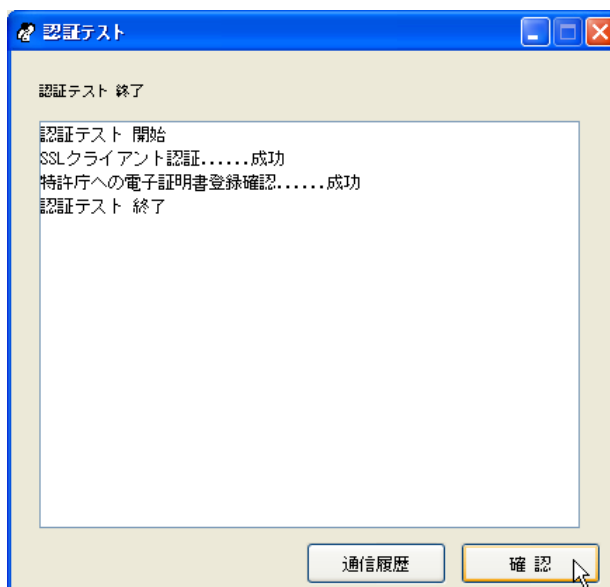 認証テスト
認証テスト 終了
認証テスト 開始
SSLクライアント認証......成功
特許庁への電子証明書登録確認......成功
認証テスト 終了
通信履歴
確 認